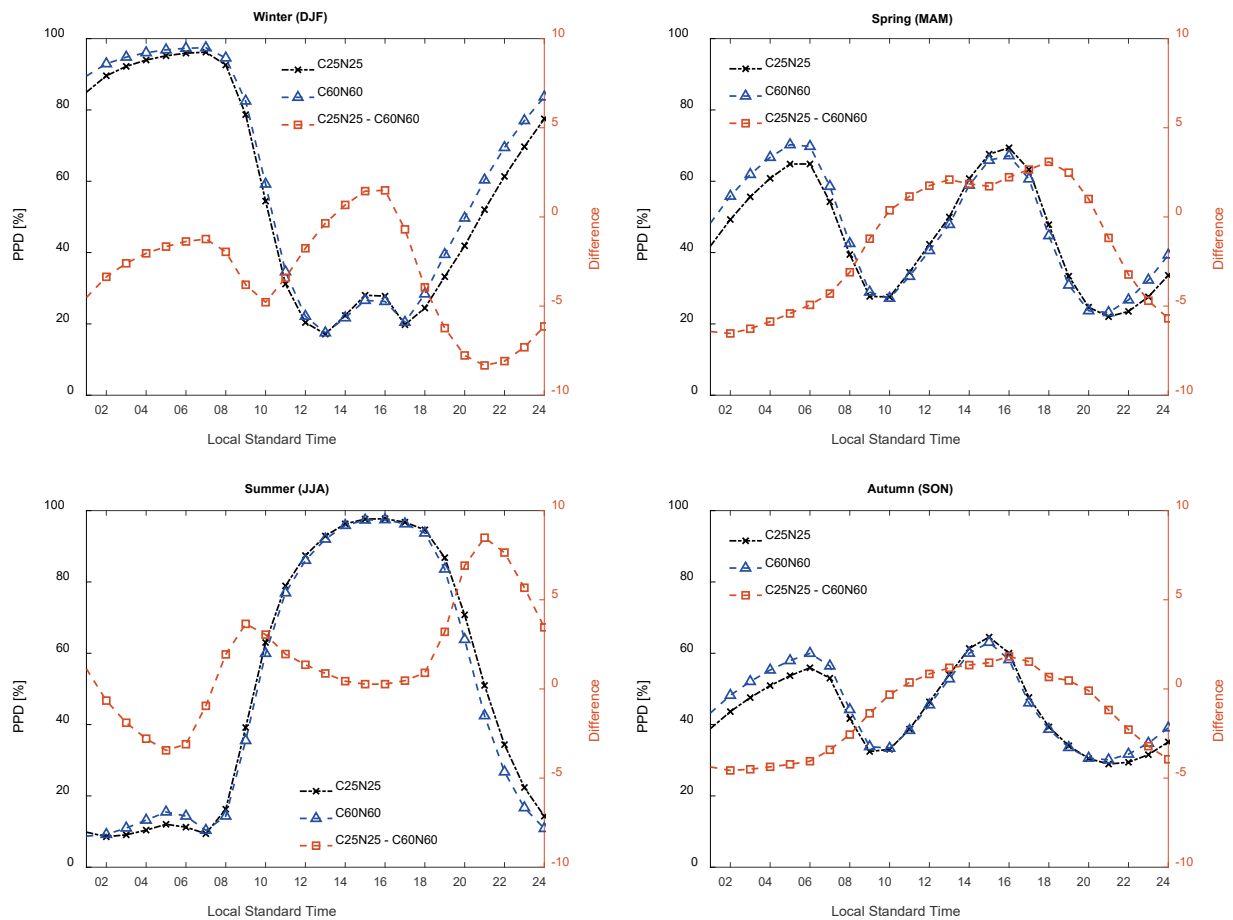 Winter (DJF)
100
80
60
40
20
0
PPD [%]
10
5
0
-5
-10
Difference
C25N25
C60N60
C25N25 - C60N60
02 04 06 08 10 12 14 16 18 20 22 24
Local Standard Time
Spring (MAM)
100
80
60
40
20
0
PPD [%]
10
5
0
-5
-10
Difference
C25N25
C60N60
C25N25 - C60N60
02 04 06 08 10 12 14 16 18 20 22 24
Local Standard Time
Summer (JJA)
100
80
60
40
20
0
PPD [%]
10
5
0
-5
-10
Difference
C25N25
C60N60
C25N25 - C60N60
02 04 06 08 10 12 14 16 18 20 22 24
Local Standard Time
Autumn (SON)
100
80
60
40
20
0
PPD [%]
10
5
0
-5
-10
Difference
C25N25
C60N60
C25N25 - C60N60
02 04 06 08 10 12 14 16 18 20 22 24
Local Standard Time